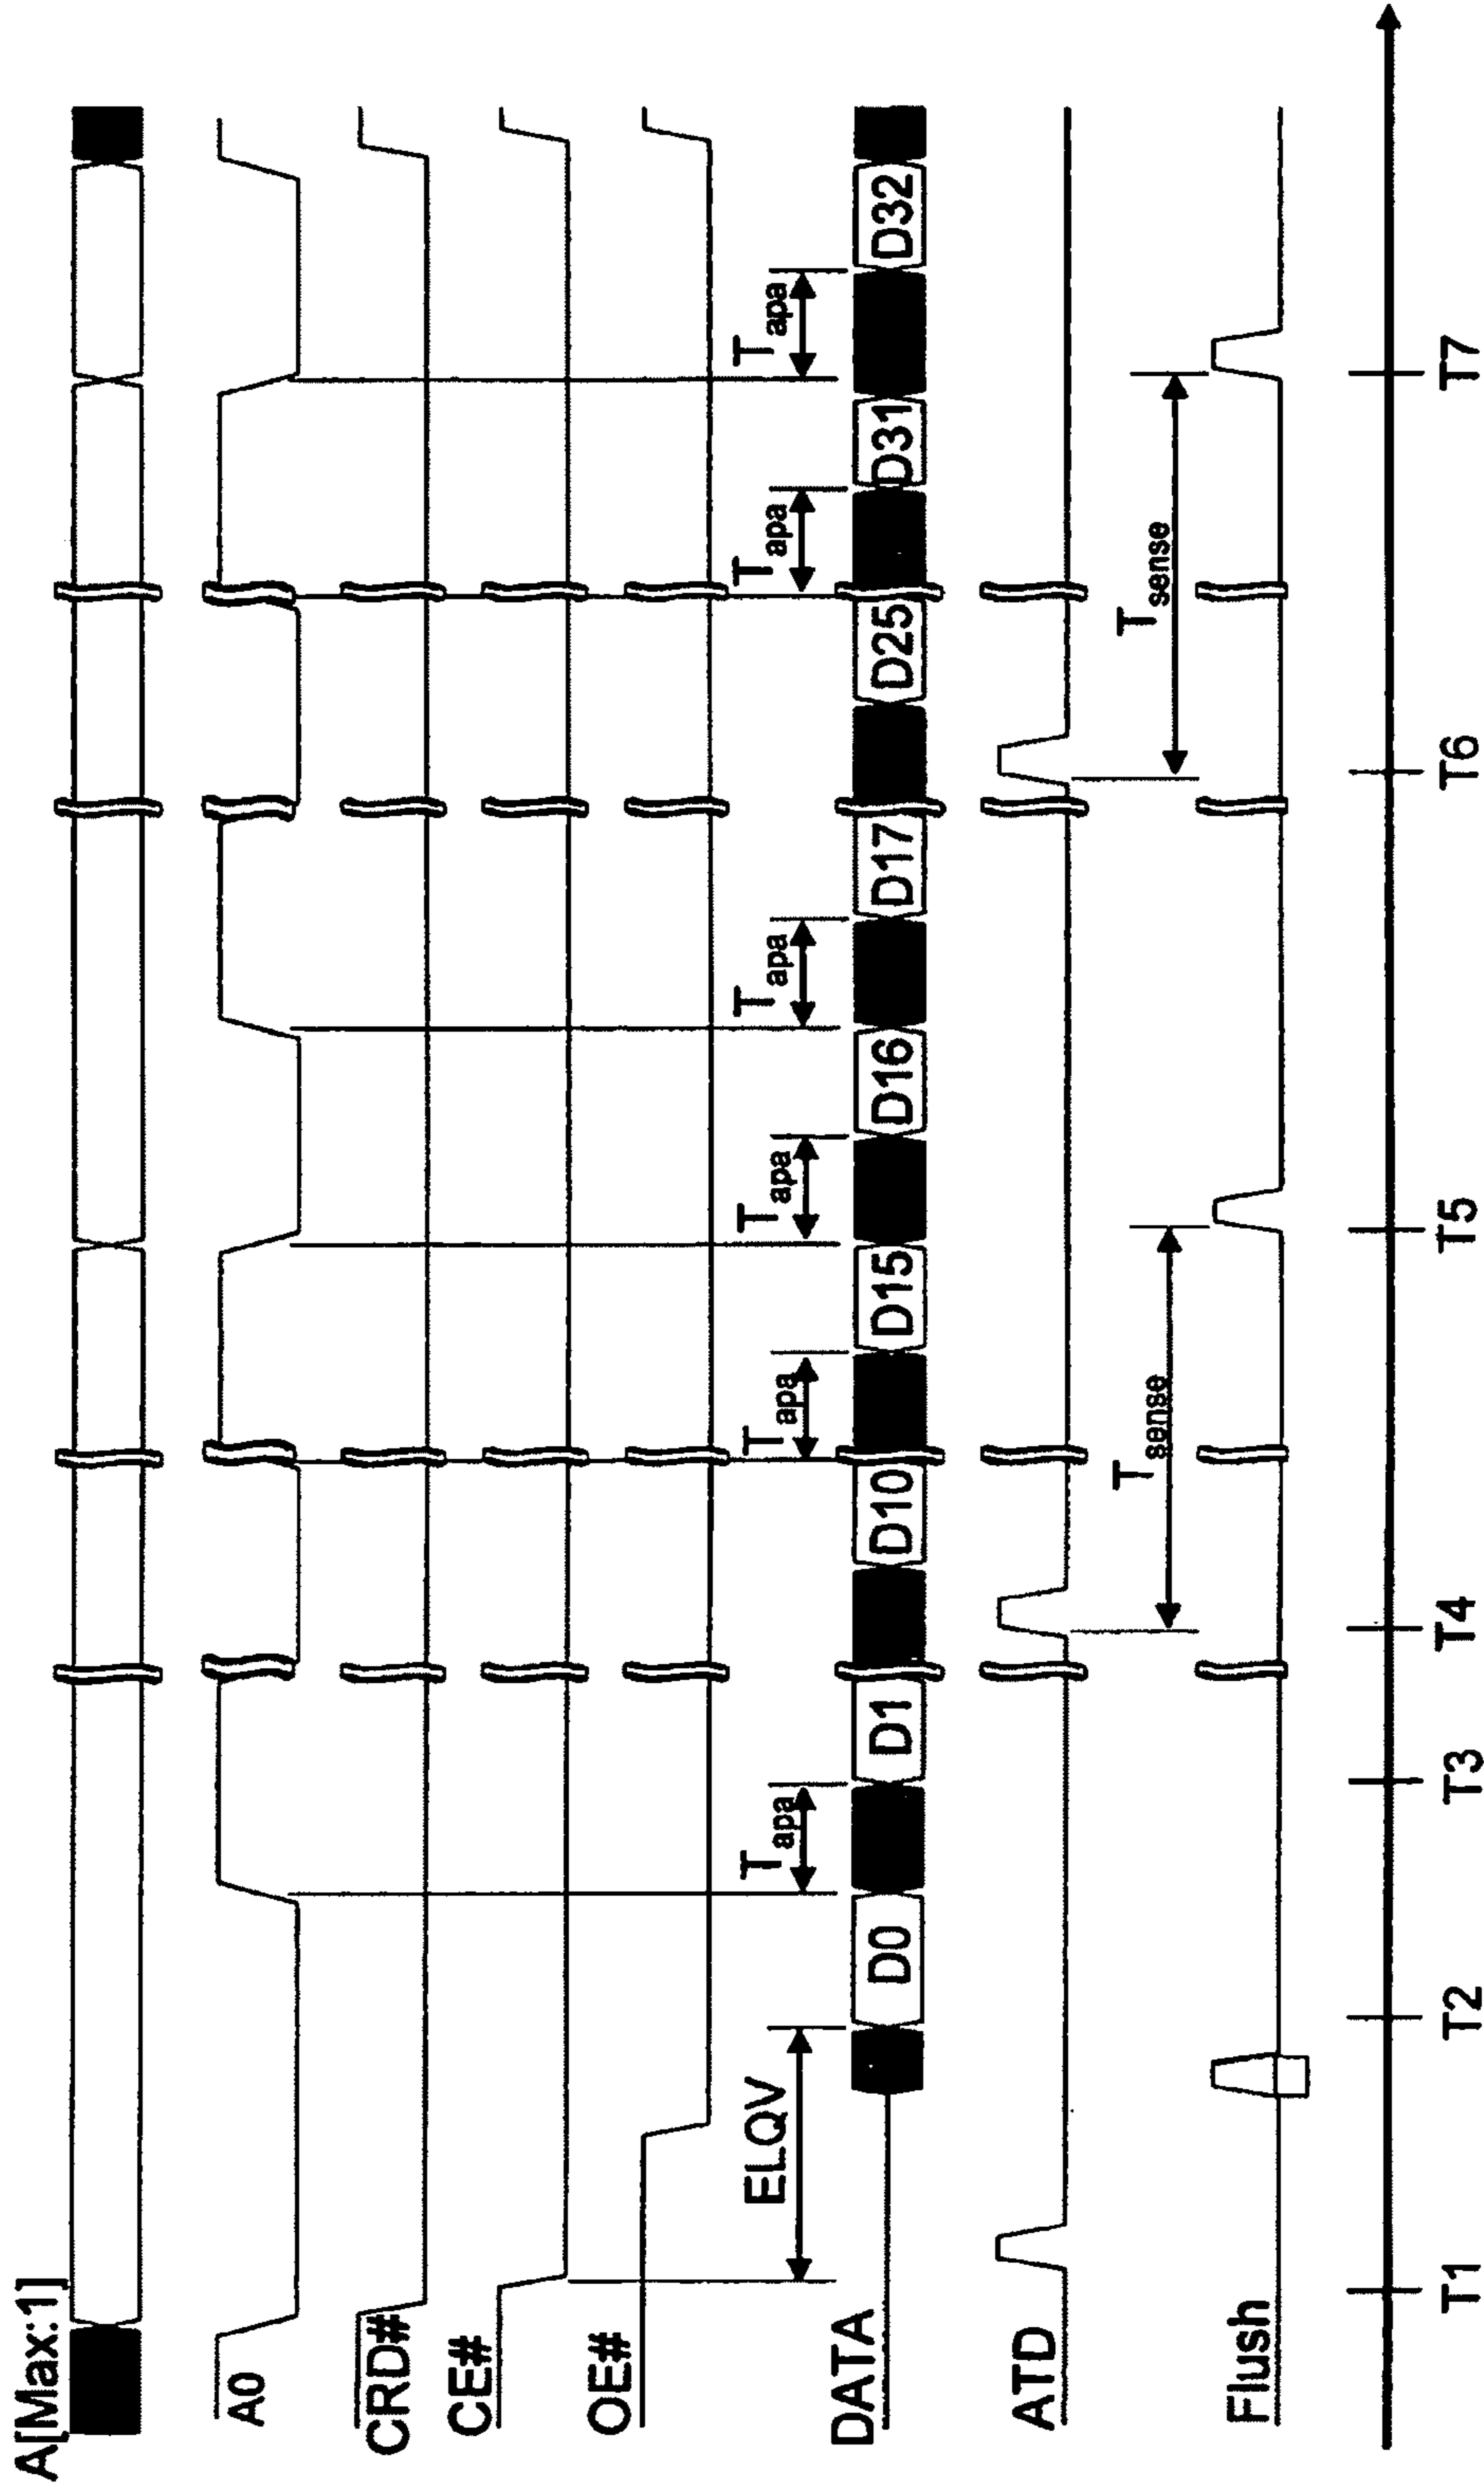 A[Max:1]
A0
CRD#
CE#
OE#
ELQV
Tapa
Tapa
Tapa
Tapa
Tapa
Tapa
DATA
D0
D1
D10
D15
D16
D17
D25
D31
D32
ATD
Tsense
Tsense
Flush
T1
T2
T3
T4
T5
T6
T7